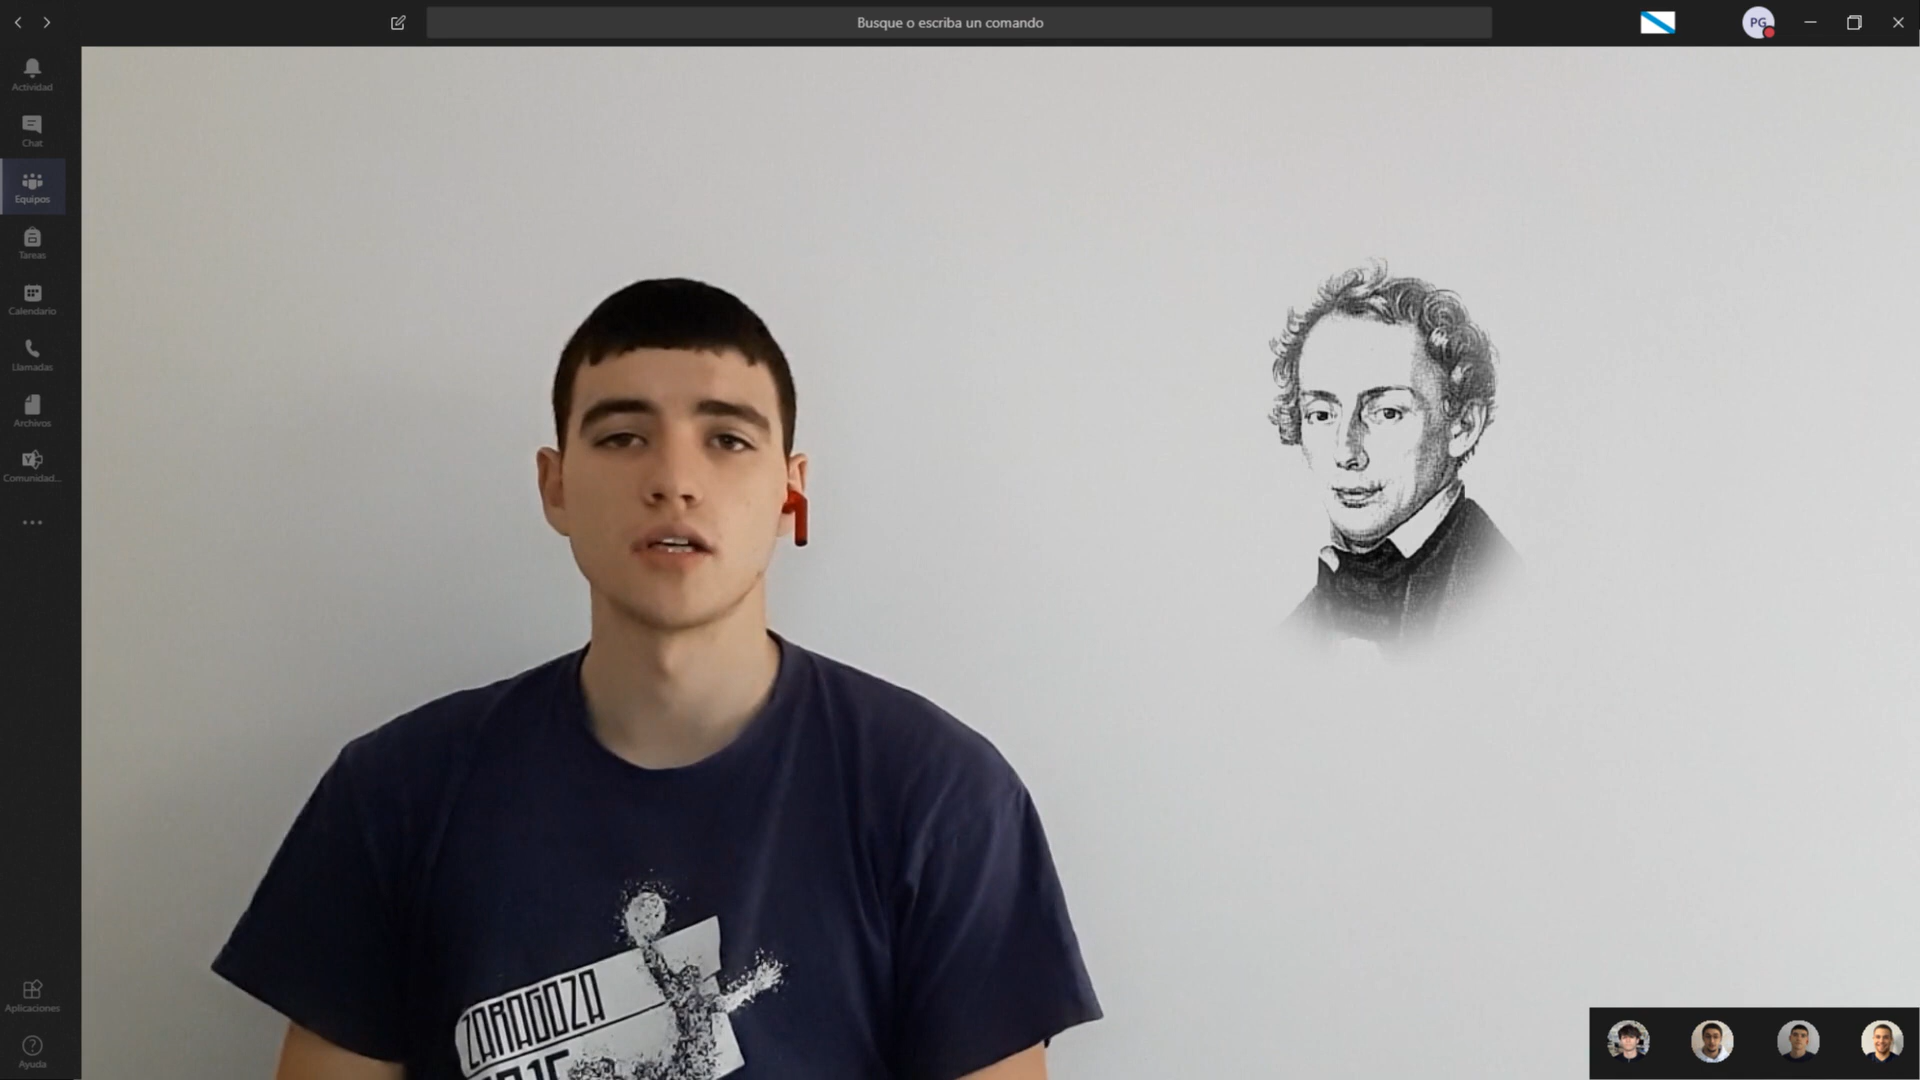 Busque o escriba un comando
PG
Actividad
Chat
Equipos
Tareas
Calendario
Llamadas
Archivos
Comunidad...
Aplicaciones
Ayuda
ZARAGOZA